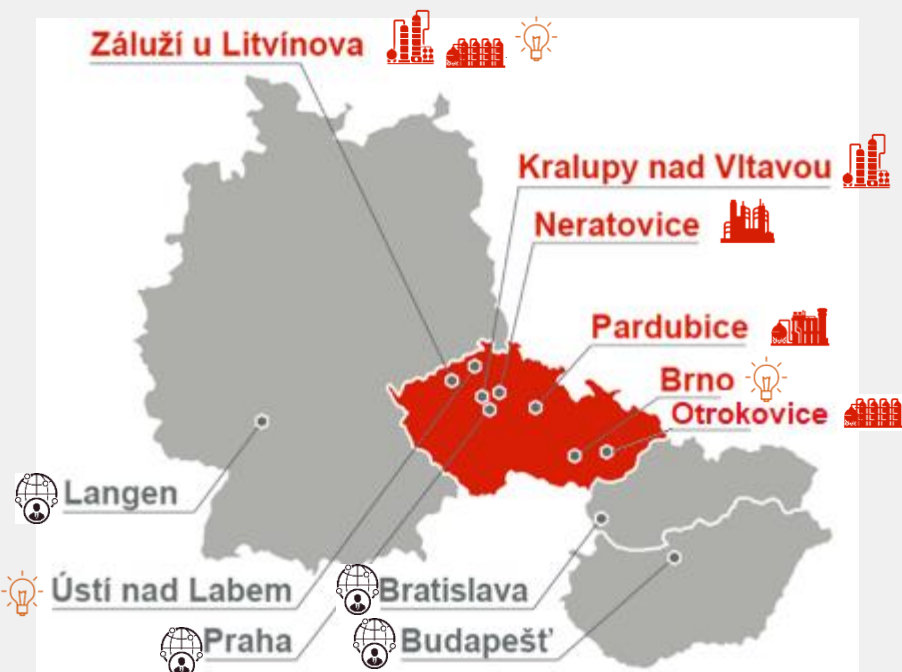 Záluží u Litvínova
Kralupy nad Vltavou
Neratovice
Pardubice
Brno
Otrokovice
Langen
Ústí nad Labem
Bratislava
Praha
Budapešť